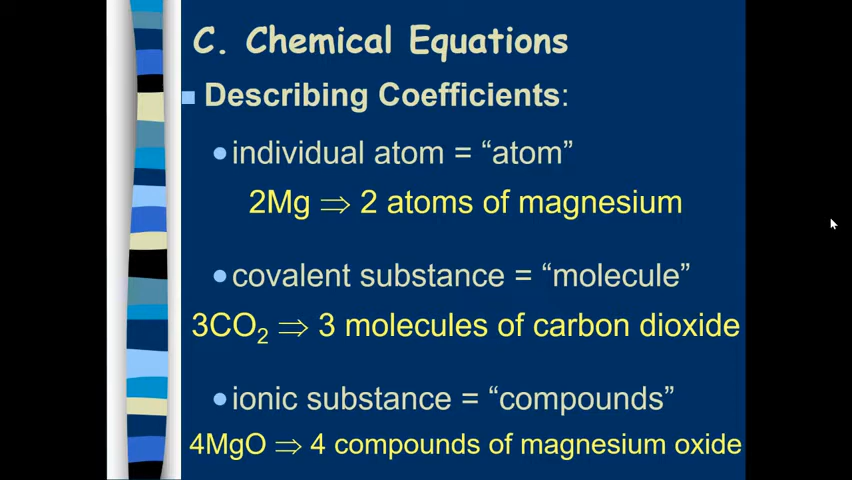 C. Chemical Equations
Describing Coefficients:
individual atom = “atom”
2Mg ⇒ 2 atoms of magnesium
covalent substance = “molecule”
3CO₂ ⇒ 3 molecules of carbon dioxide
ionic substance = “compounds”
4MgO ⇒ 4 compounds of magnesium oxide